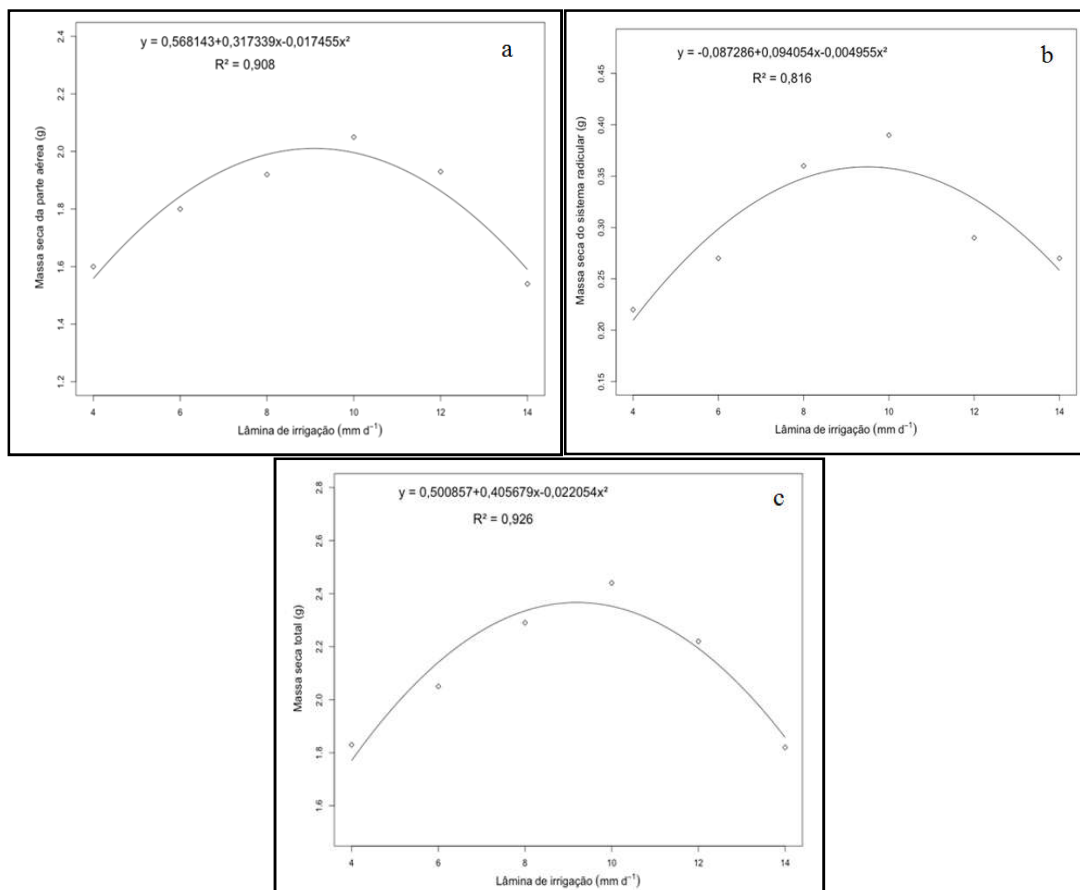 y = 0,568143+0,317339x-0,017455x²
R² = 0,908
a
Massa seca da parte aérea (g)
2.4
2.2
2.0
1.8
1.6
1.4
1.2
4 6 8 10 12 14
Lâmina de irrigação (mm d⁻¹)
y = -0,087286+0,094054x-0,004955x²
R² = 0,816
b
Massa seca do sistema radicular (g)
0.45
0.40
0.35
0.30
0.25
0.20
0.15
4 6 8 10 12 14
Lâmina de irrigação (mm d⁻¹)
y = 0,500857+0,405679x-0,022054x²
R² = 0,926
c
Massa seca total (g)
2.8
2.6
2.4
2.2
2.0
1.8
1.6
4 6 8 10 12 14
Lâmina de irrigação (mm d⁻¹)